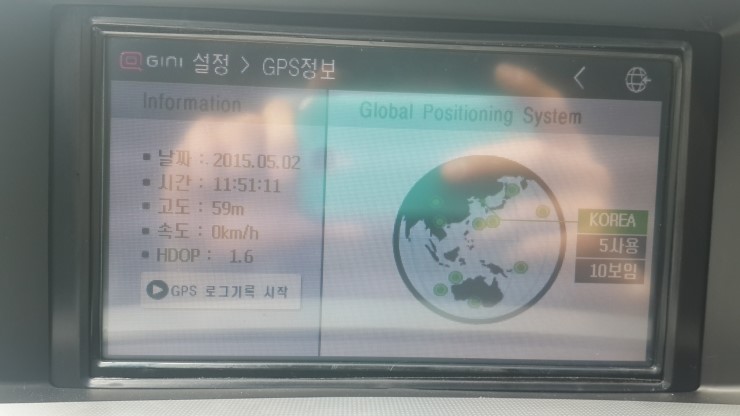 GINI 설정 > GPS정보
Information
Global Positioning System
날짜 : 2015.05.02
시간 : 11:51:11
고도 : 59m
속도 : 0km/h
HDOP : 1.6
GPS 로그기록 시작
KOREA
5사용
10보임